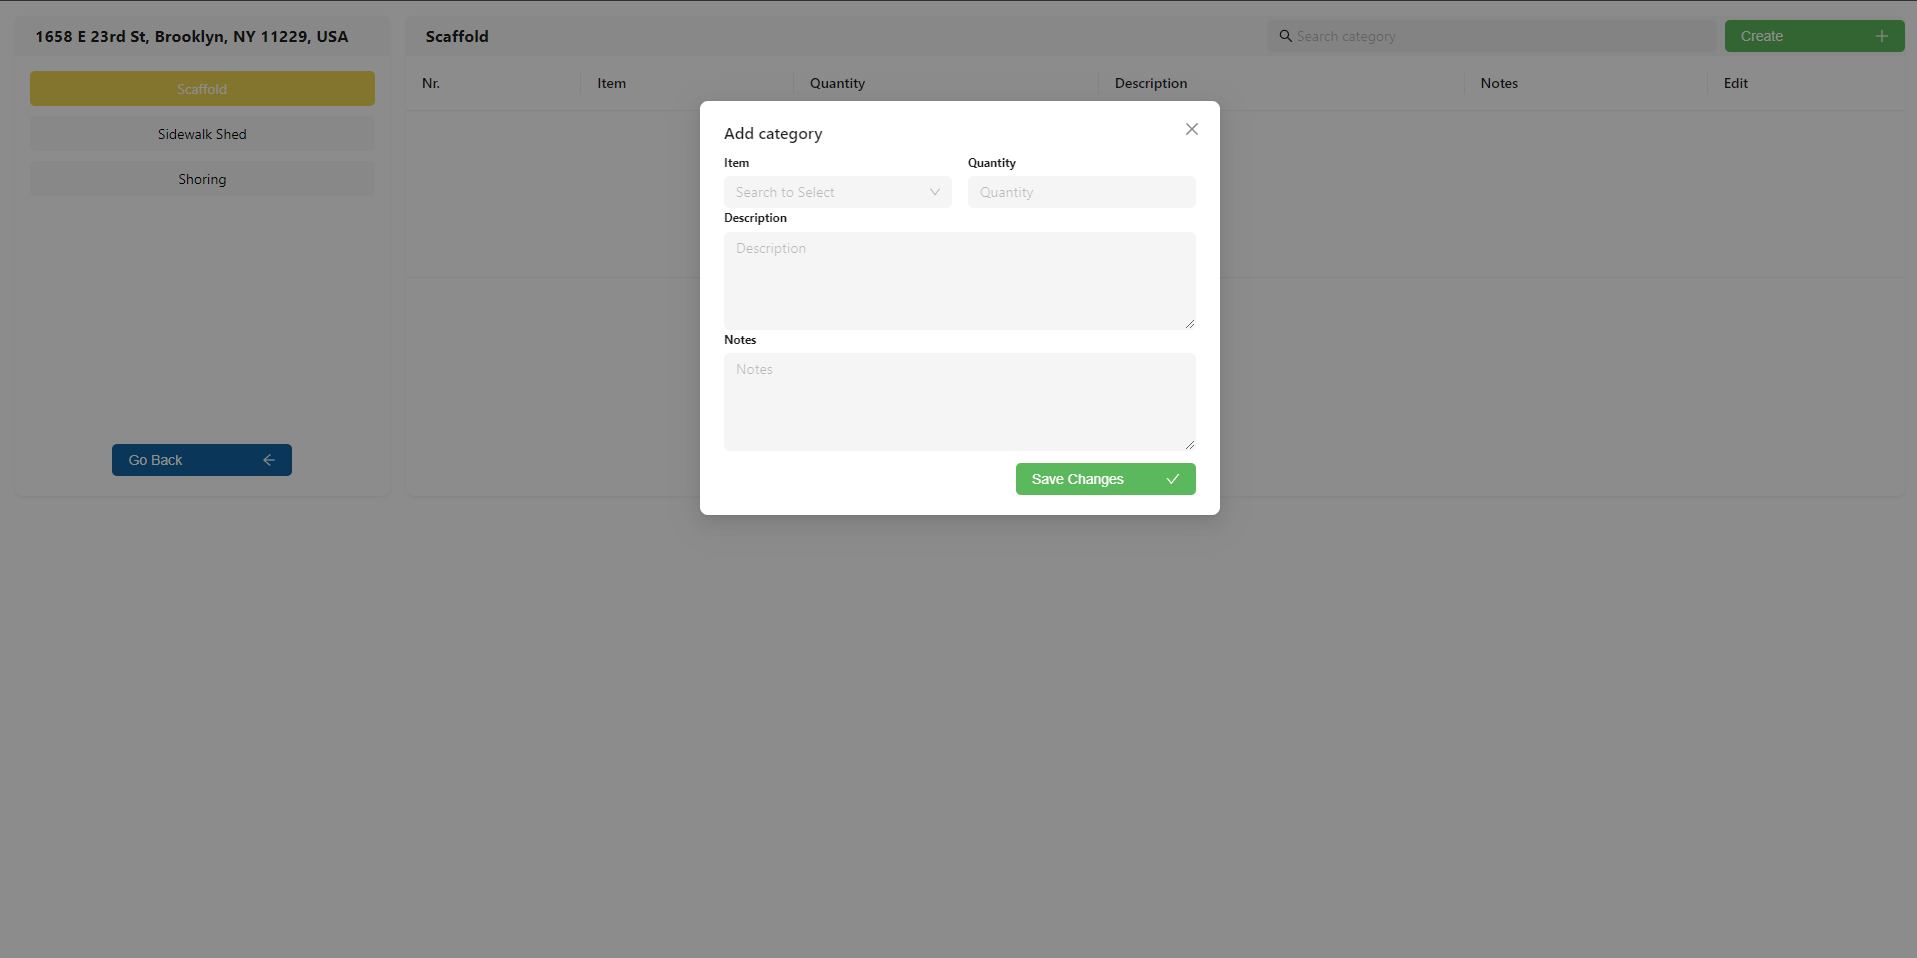 1658 E 23rd St, Brooklyn, NY 11229, USA
Scaffold
Sidewalk Shed
Shoring
Go Back
Scaffold
Search category
Create
Nr. Item Quantity Description Notes Edit
Add category
Item Quantity
Search to Select Quantity
Description
Description
Notes
Notes
Save Changes